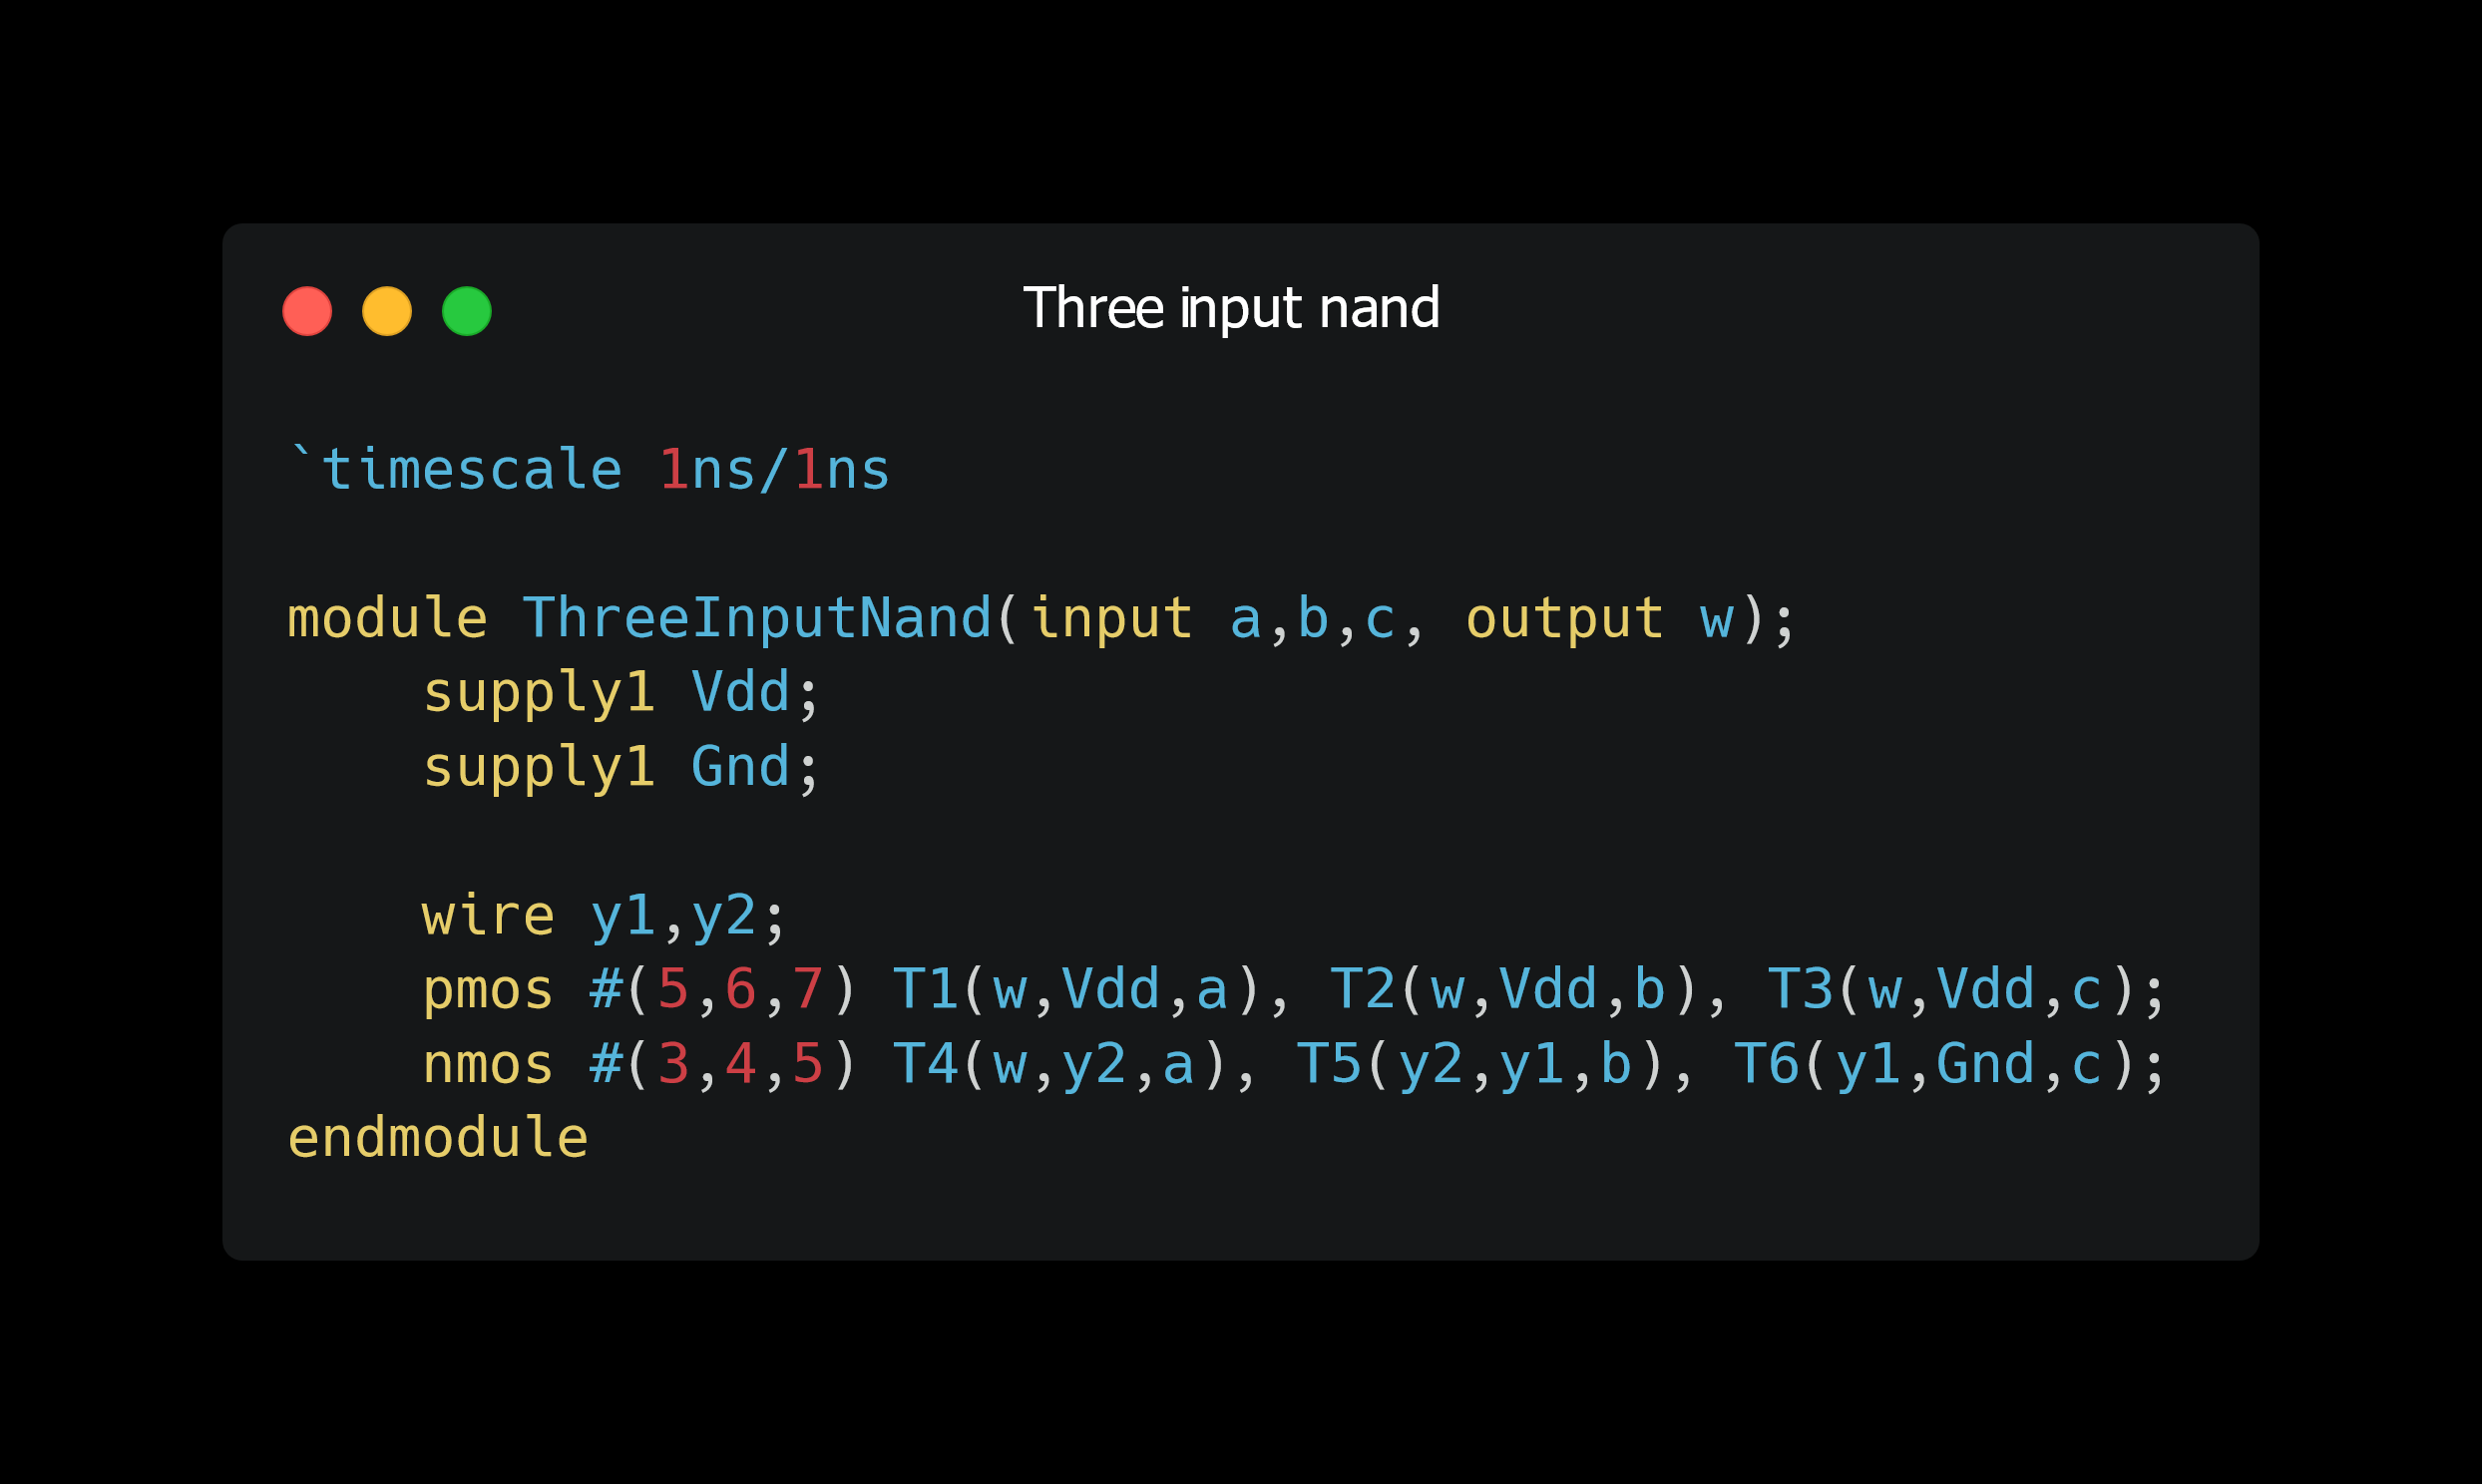 Three input nand
`timescale 1ns/1ns
module ThreeInputNand(input a,b,c, output w);
    supply1 Vdd;
    supply1 Gnd;
    wire y1,y2;
    pmos #(5,6,7) T1(w,Vdd,a), T2(w,Vdd,b), T3(w,Vdd,c);
    nmos #(3,4,5) T4(w,y2,a), T5(y2,y1,b), T6(y1,Gnd,c);
endmodule